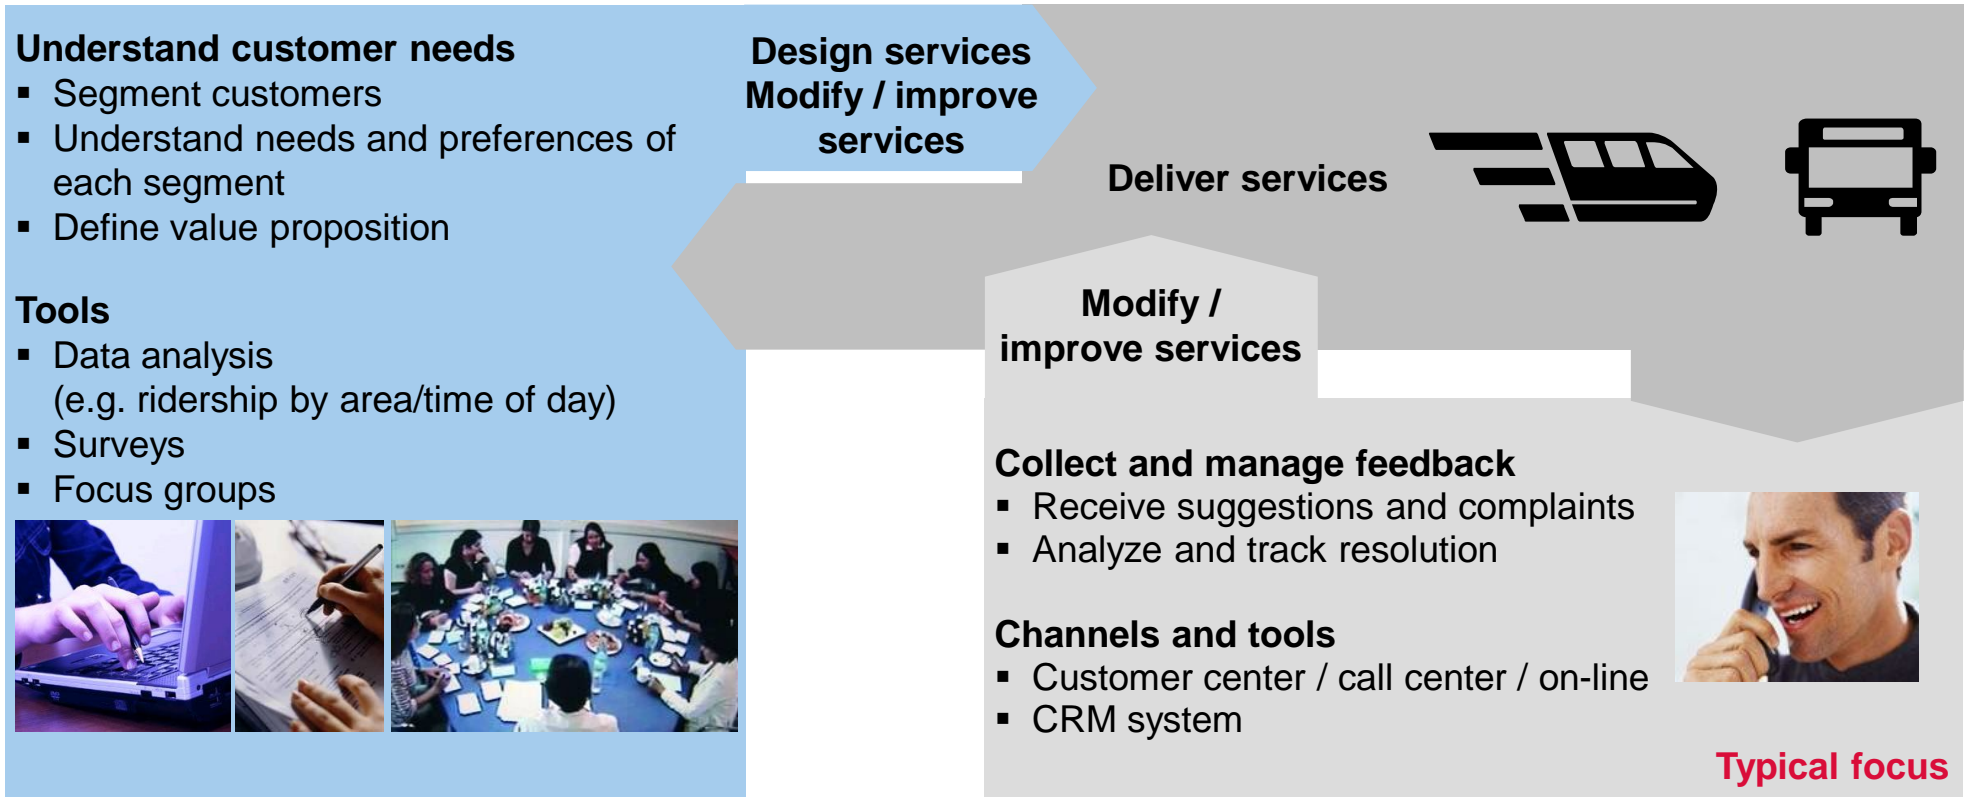 Understand customer needs
▪ Segment customers
▪ Understand needs and preferences of
each segment
▪ Define value proposition
Tools
▪ Data analysis
(e.g. ridership by area/time of day)
▪ Surveys
▪ Focus groups
Design services
Modify / improve
services
Deliver services
Modify /
improve services
Collect and manage feedback
▪ Receive suggestions and complaints
▪ Analyze and track resolution
Channels and tools
▪ Customer center / call center / on-line
▪ CRM system
Typical focus